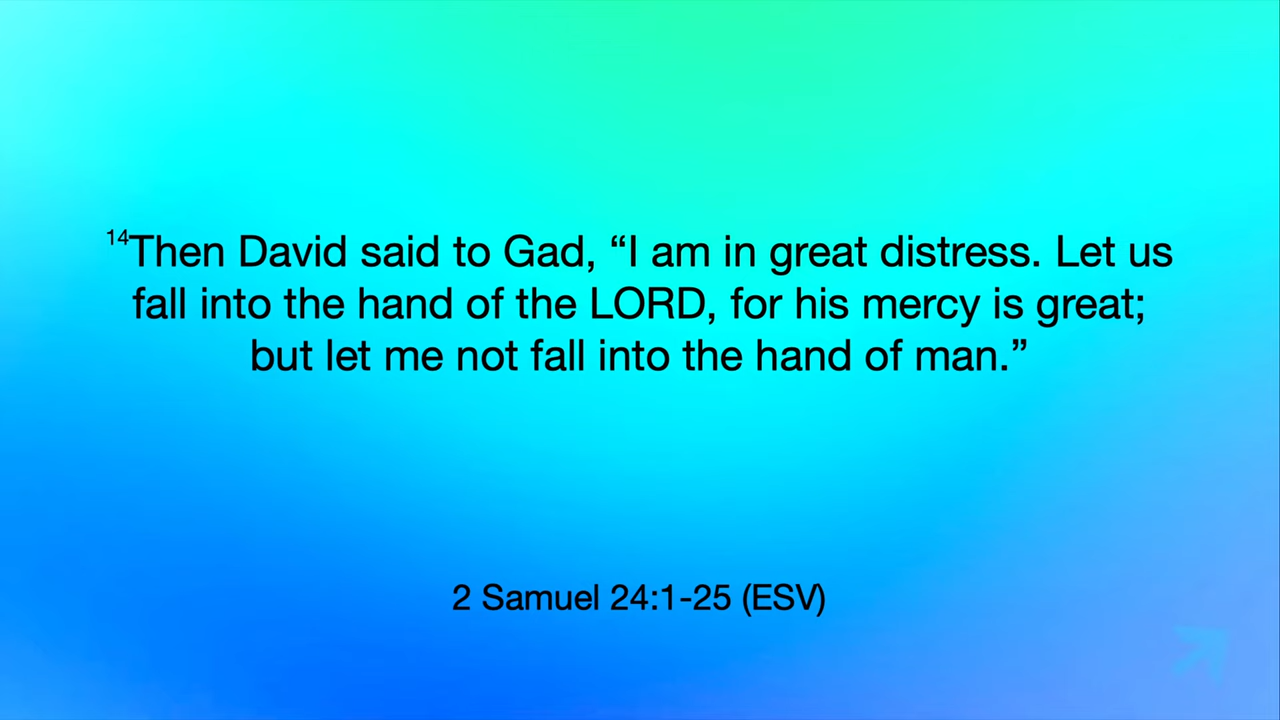 14Then David said to Gad, “I am in great distress. Let us
fall into the hand of the LORD, for his mercy is great;
but let me not fall into the hand of man.”
2 Samuel 24:1-25 (ESV)